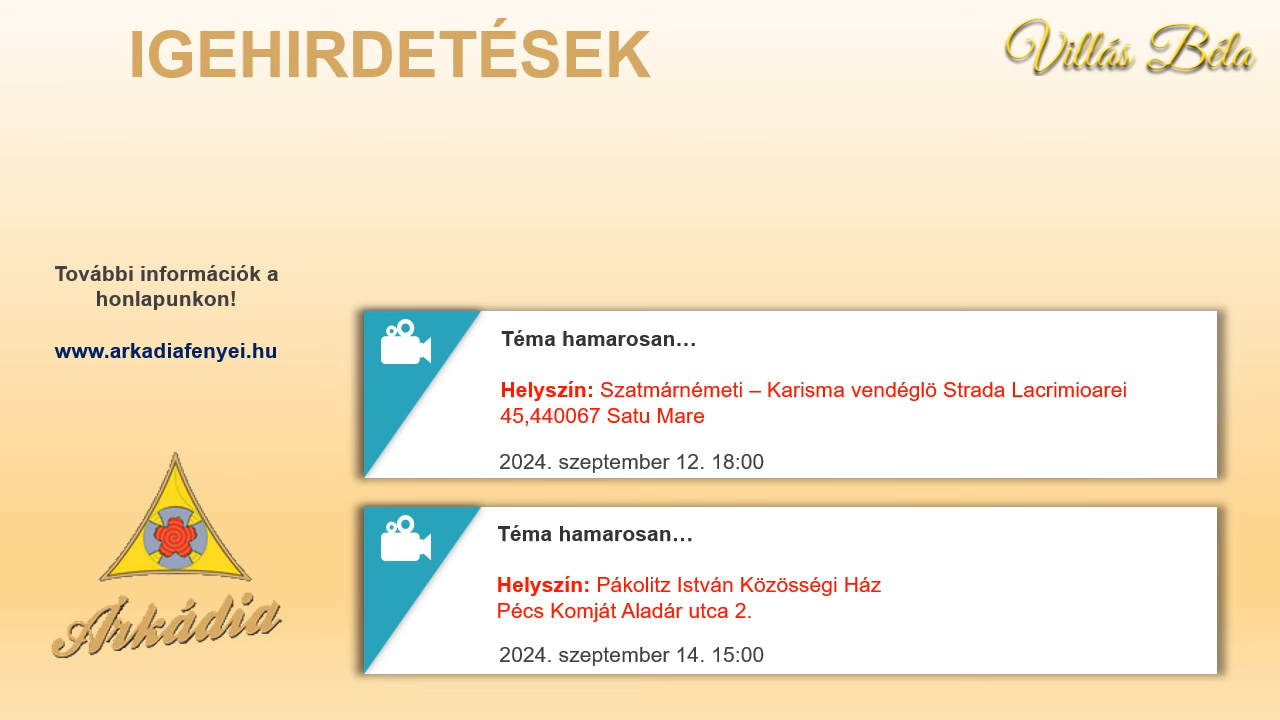 IGEHIRDETÉSEK
Villás Béla
További információk a
honlapunkon!
www.arkadiafenyei.hu
Árkádia
Téma hamarosan…
Helyszín: Szatmárnémeti – Karisma vendéglö Strada Lacrimioarei
45,440067 Satu Mare
2024. szeptember 12. 18:00
Téma hamarosan…
Helyszín: Pákolitz István Közösségi Ház
Pécs Komját Aladár utca 2.
2024. szeptember 14. 15:00